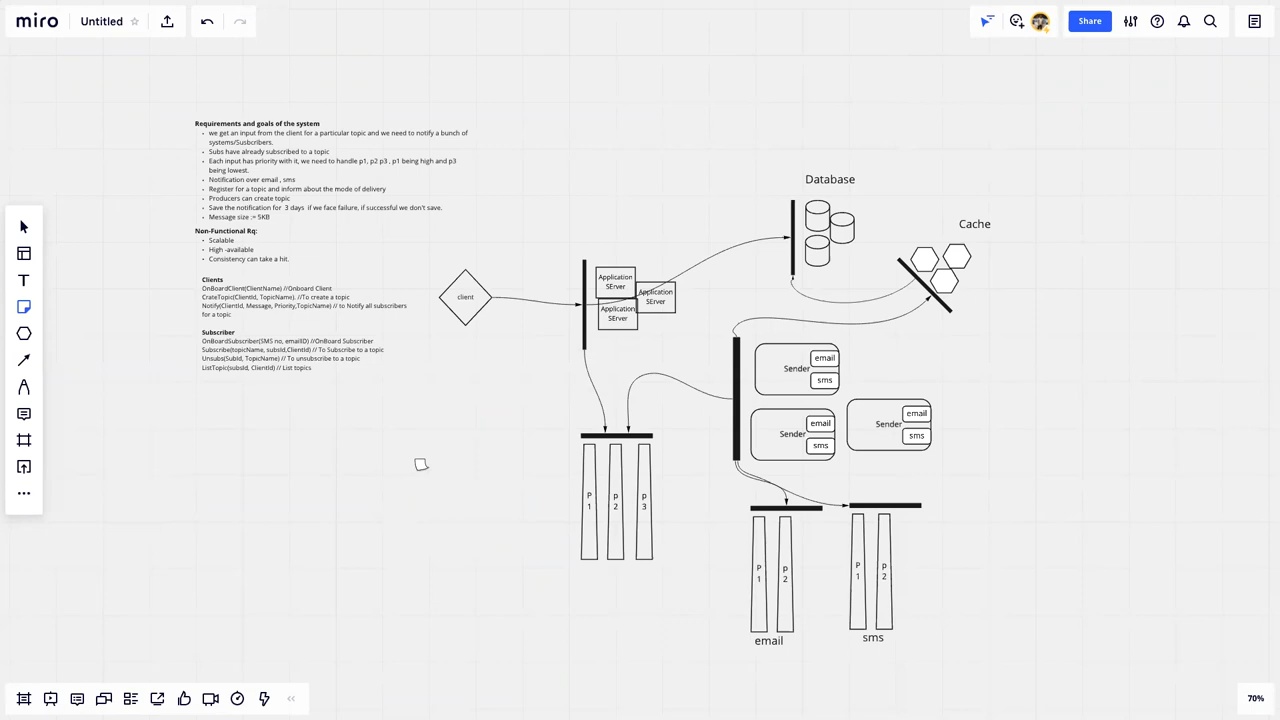 miro
Untitled
Share
Requirements and goals of the system
we get an input from the client for a particular topic and we need to notify a bunch of
systems/Susbcribers.
Subs have already subscribed to a topic
Each input has priority with it, we need to handle p1, p2 p3 , p1 being high and p3
being lowest.
Notification over email , sms
Register for a topic and inform about the mode of delivery
Producers can create topic
Save the notification for 3 days if we face failure, if successful we don't save.
Message size := 5KB
Non-Functional Rq:
Scalable
High -available
Consistency can take a hit.
Clients
OnBoardClient(ClientName) //Onboard Client
CrateTopic(ClientId, TopicName), //To create a topic
Notify(ClientId, Message, Priority,TopicName) // to Notify all subscribers
for a topic
Subscriber
OnBoardSubscriber(SMS no, emailID) //OnBoard Subscriber
Subscribe(topicName, subsId,ClientId) // To Subscribe to a topic
Unsubs(SubId, TopicName) // To unsubscribe to a topic
ListTopic(subsId, ClientId) // List topics
client
Application
SErver
Application
SErver
Application
SErver
Database
Cache
Sender
email
sms
Sender
email
sms
Sender
email
sms
P
1
p
2
p
3
P
1
p
2
email
P
1
p
2
sms
70%